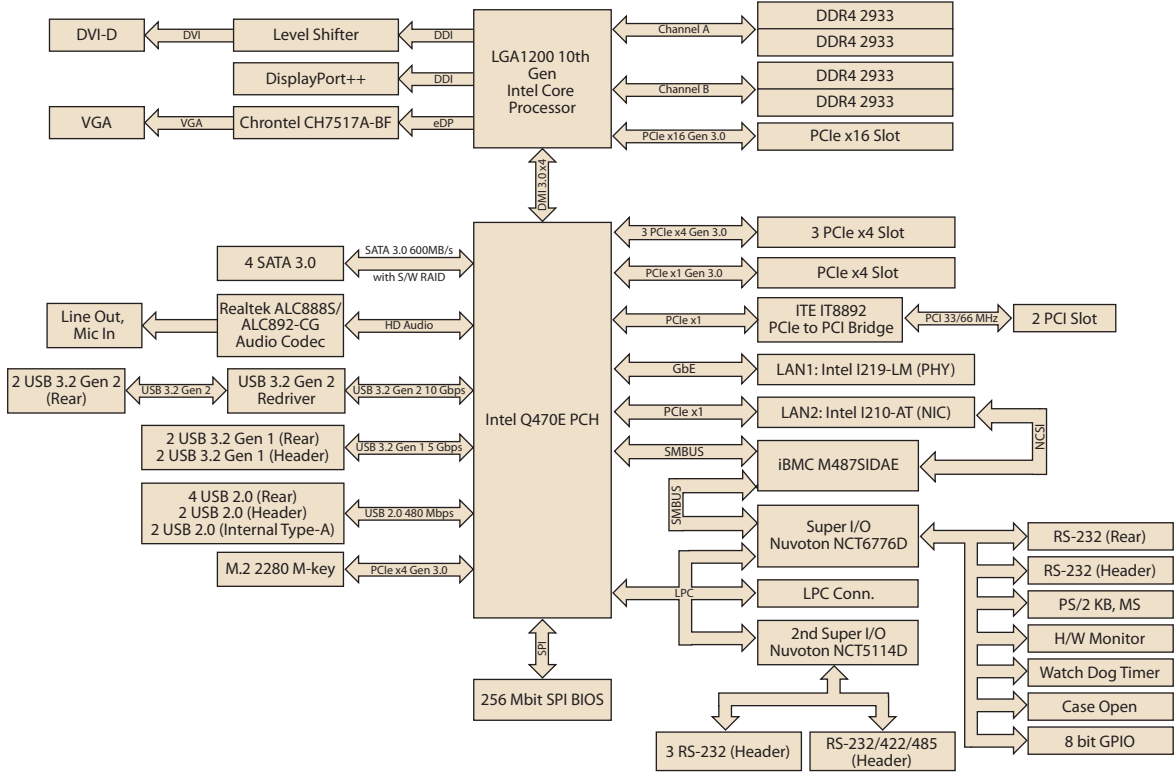 DVI-D
DVI
Level Shifter
DDI
LGA1200 10th
Gen
Intel Core
Processor
Channel A
DDR4 2933
DDR4 2933
DisplayPort++
DDI
Channel B
DDR4 2933
DDR4 2933
VGA
VGA
Chrontel CH7517A-BF
eDP
PCIe x16 Gen 3.0
PCIe x16 Slot
DMI 3.0 x4
Intel Q470E PCH
4 SATA 3.0
SATA 3.0 600MB/s
with S/W RAID
Line Out,
Mic In
Realtek ALC888S/
ALC892-CG
Audio Codec
HD Audio
2 USB 3.2 Gen 2
(Rear)
USB 3.2 Gen 2
USB 3.2 Gen 2
Redriver
USB 3.2 Gen 2 10 Gbps
2 USB 3.2 Gen 1 (Rear)
2 USB 3.2 Gen 1 (Header)
USB 3.2 Gen 1 5 Gbps
4 USB 2.0 (Rear)
2 USB 2.0 (Header)
2 USB 2.0 (Internal Type-A)
USB 2.0 480 Mbps
M.2 2280 M-key
PCIe x4 Gen 3.0
SPI
256 Mbit SPI BIOS
3 PCIe x4 Gen 3.0
3 PCIe x4 Slot
PCIe x1 Gen 3.0
PCIe x4 Slot
PCIe x1
ITE IT8892
PCIe to PCI Bridge
PCI 33/66 MHz
2 PCI Slot
GbE
LAN1: Intel I219-LM (PHY)
PCIe x1
LAN2: Intel I210-AT (NIC)
NCSI
SMBUS
iBMC M487SIDAE
SMBUS
Super I/O
Nuvoton NCT6776D
LPC
LPC Conn.
2nd Super I/O
Nuvoton NCT5114D
3 RS-232 (Header)
RS-232/422/485
(Header)
RS-232 (Rear)
RS-232 (Header)
PS/2 KB, MS
H/W Monitor
Watch Dog Timer
Case Open
8 bit GPIO